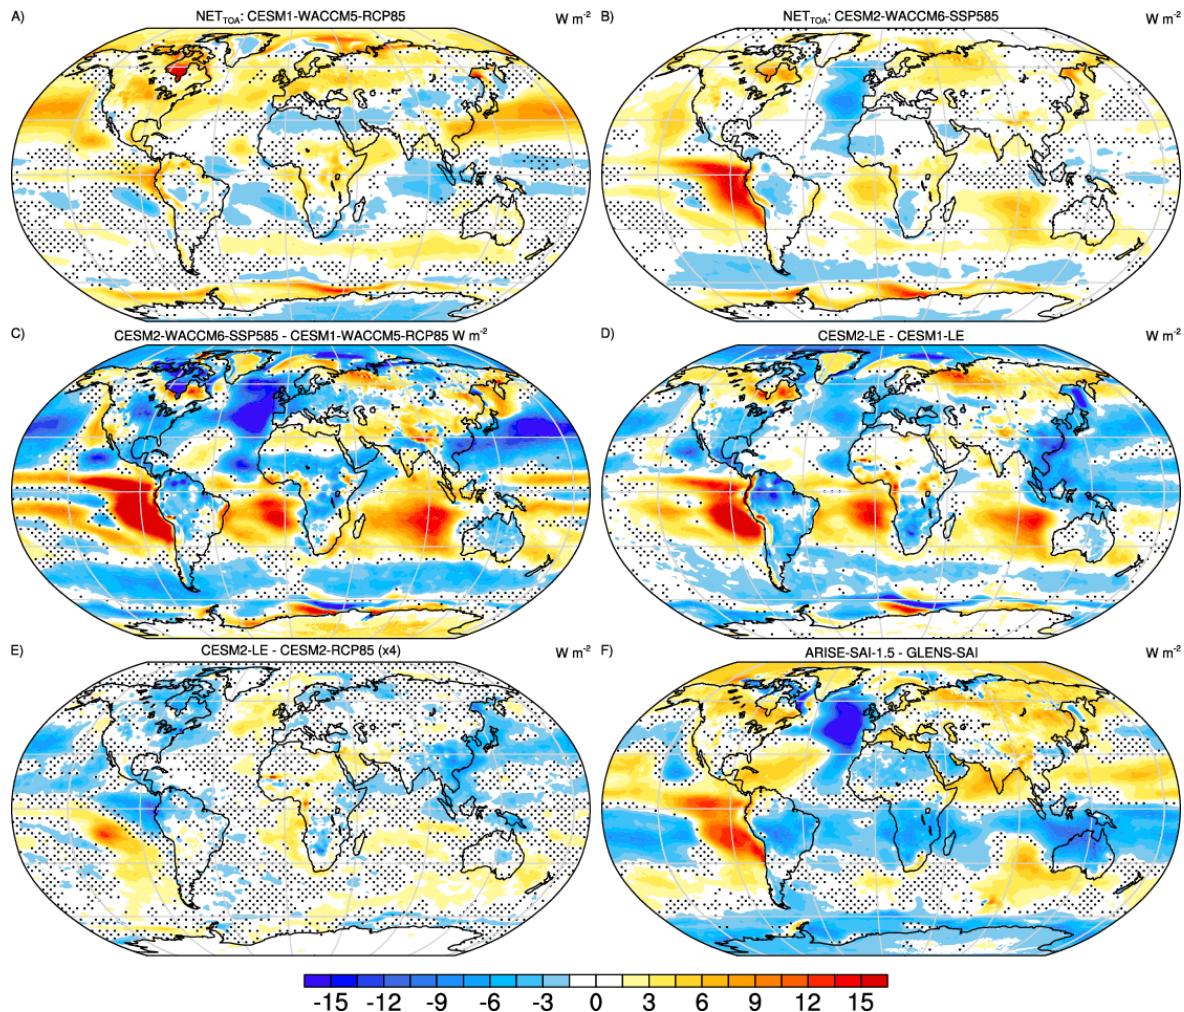 A) NET_TOA: CESM1-WACCM5-RCP85 W m⁻²
B) NET_TOA: CESM2-WACCM6-SSP585 W m⁻²
C) CESM2-WACCM6-SSP585 - CESM1-WACCM5-RCP85 W m⁻²
D) CESM2-LE - CESM1-LE W m⁻²
E) CESM2-LE - CESM2-RCP85 (x4) W m⁻²
F) ARISE-SAI-1.5 - GLENS-SAI W m⁻²
-15 -12 -9 -6 -3 0 3 6 9 12 15